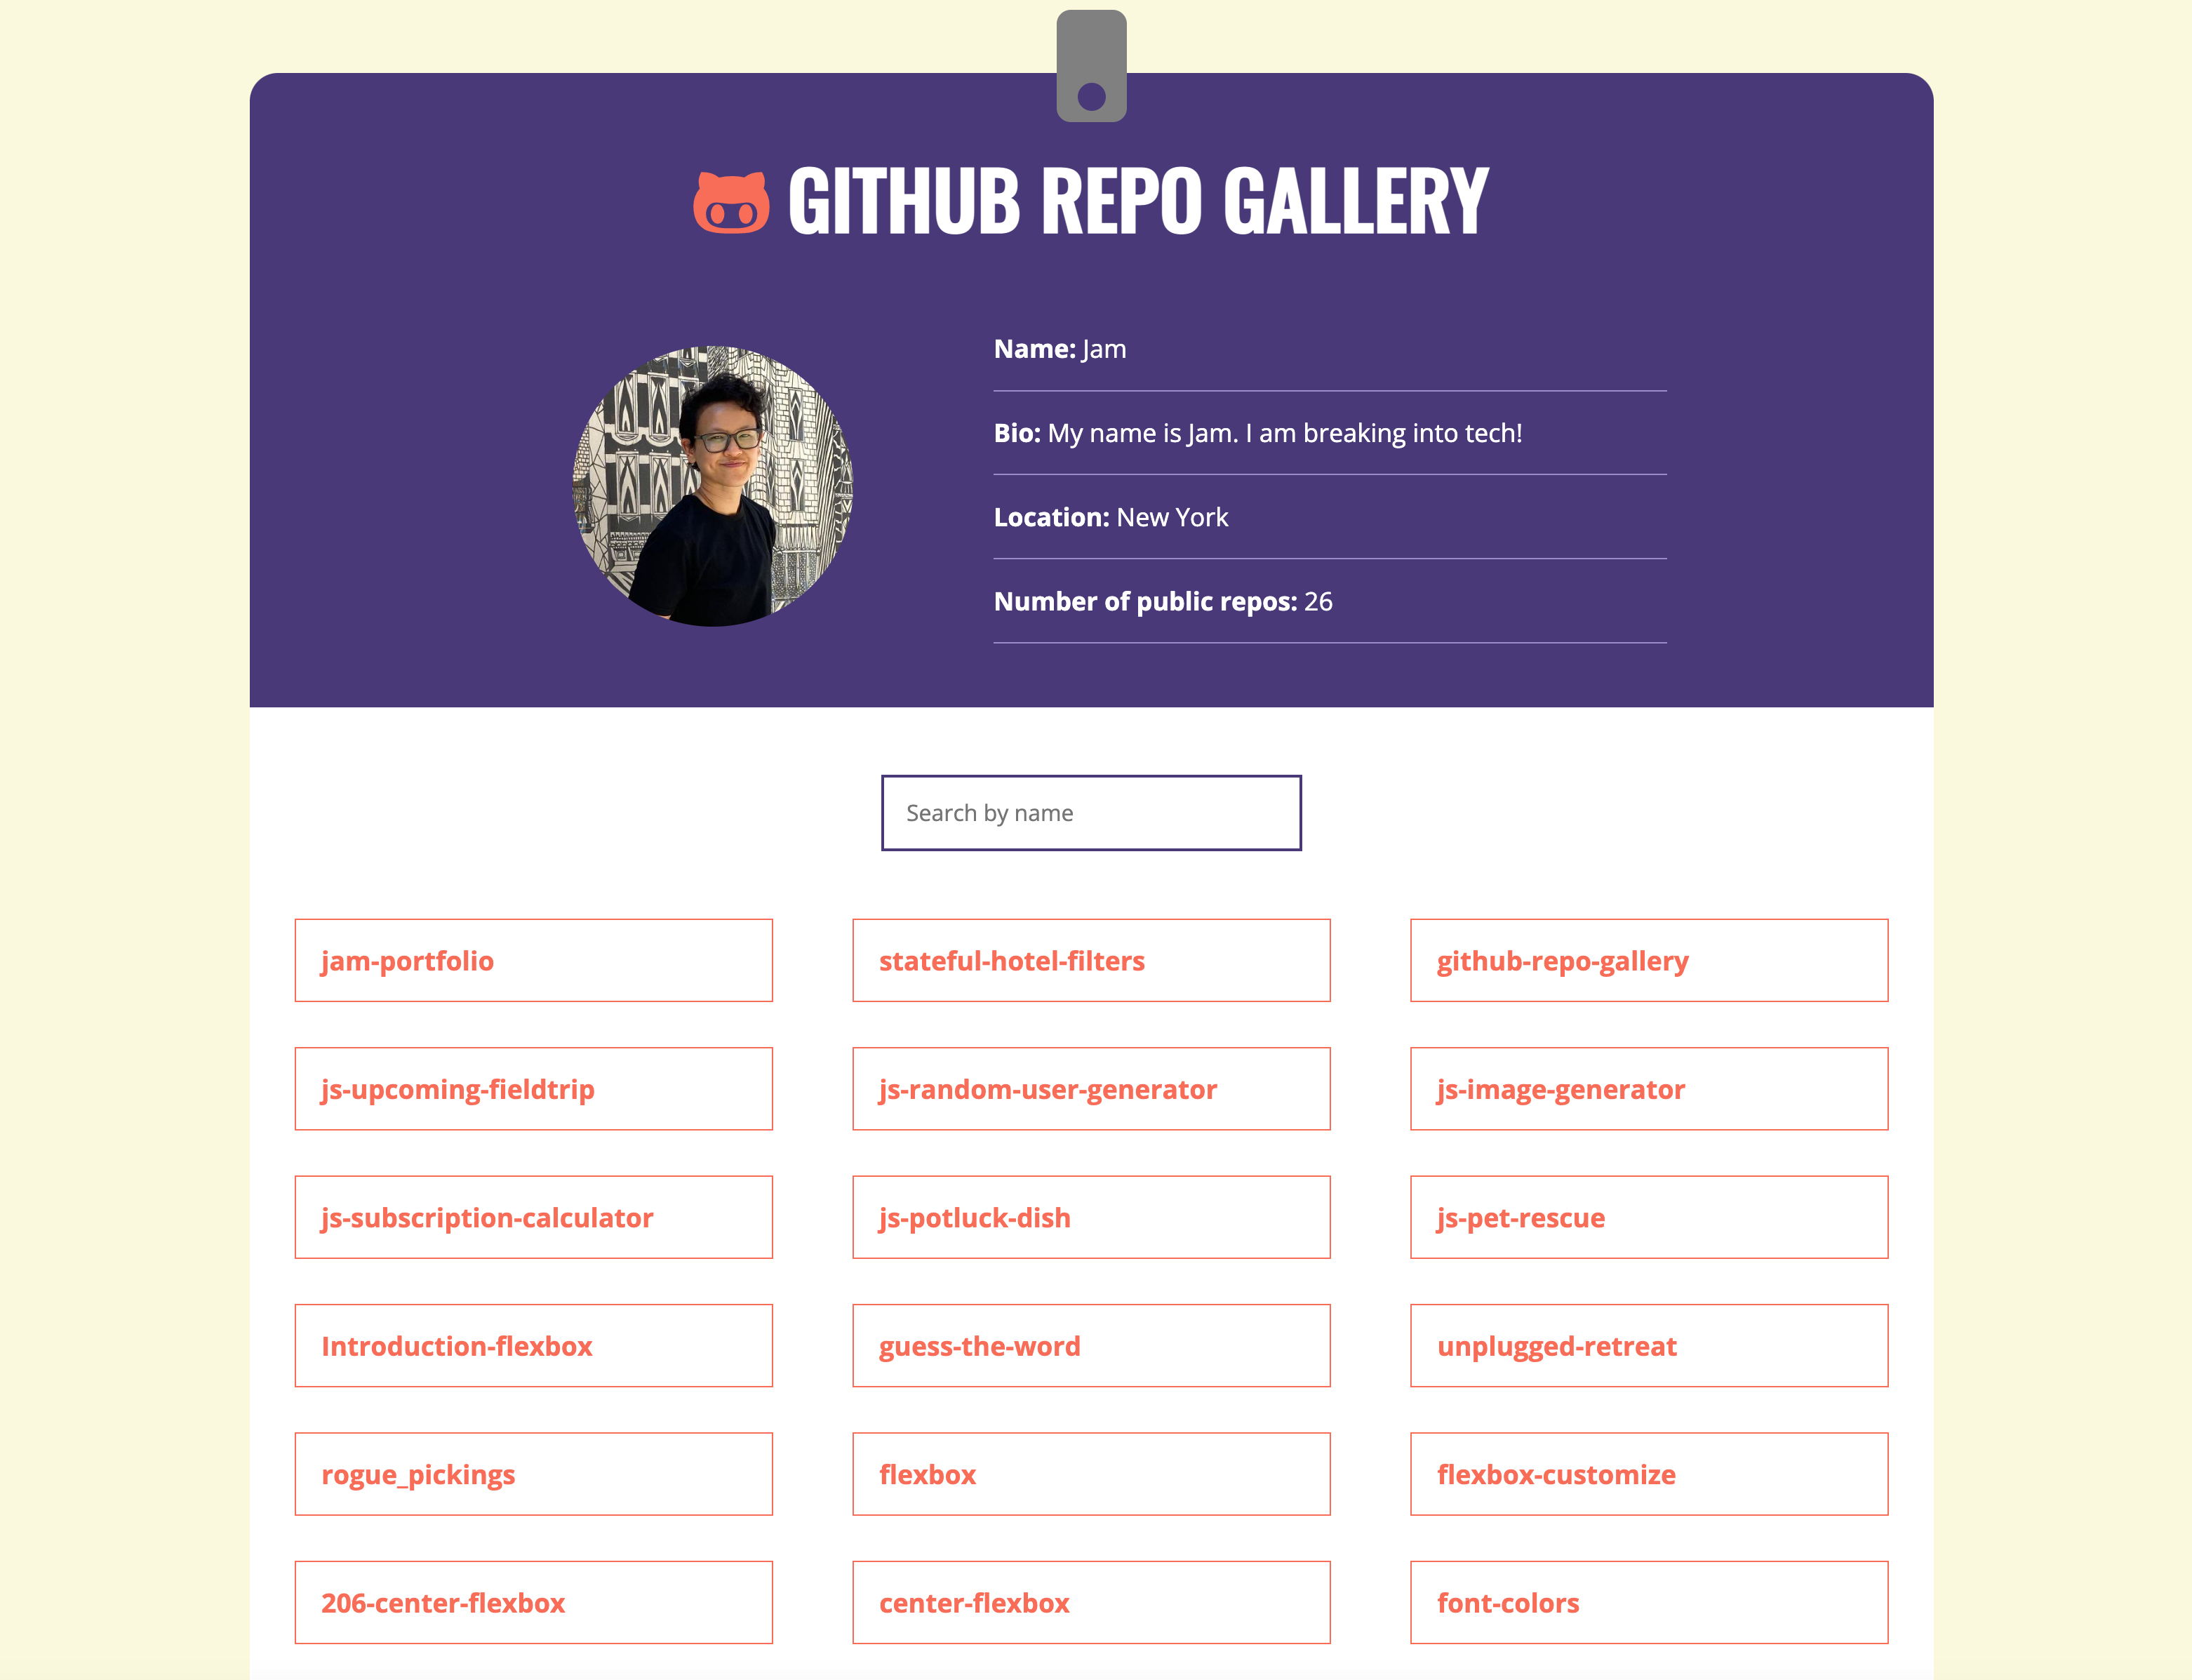 GITHUB REPO GALLERY
Name: Jam
Bio: My name is Jam. I am breaking into tech!
Location: New York
Number of public repos: 26
Search by name
jam-portfolio
stateful-hotel-filters
github-repo-gallery
js-upcoming-fieldtrip
js-random-user-generator
js-image-generator
js-subscription-calculator
js-potluck-dish
js-pet-rescue
Introduction-flexbox
guess-the-word
unplugged-retreat
rogue_pickings
flexbox
flexbox-customize
206-center-flexbox
center-flexbox
font-colors